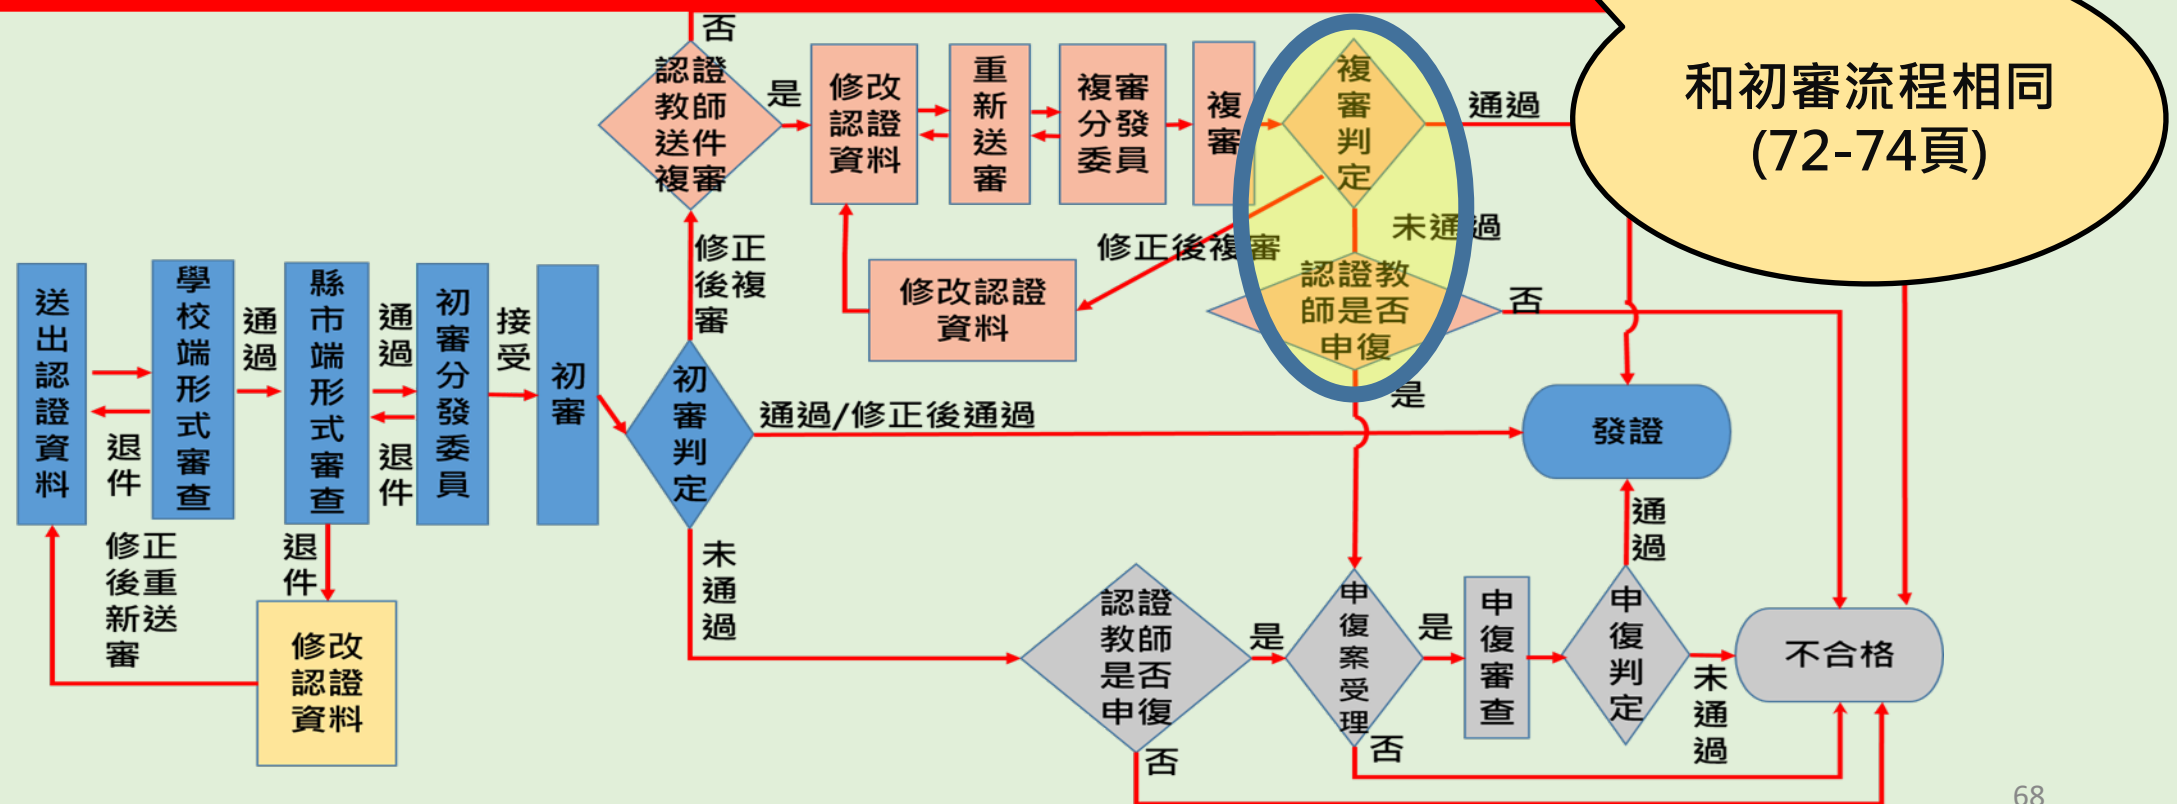 否
認證
教師
送件
複審
是
修改
認證
資料
重
新
送
審
複審
分發
委員
複
審
複
審
判
定
通過
和初審流程相同
(72-74頁)
修正
後複
審
修正後複審
未通過
修改認證
資料
認證教
師是否
申復
否
是
送
出
認
證
資
料
退
件
學
校
端
形
式
審
查
通
過
縣
市
端
形
式
審
查
通
過
退
件
初
審
分
發
委
員
接
受
初
審
初
審
判
定
通過/修正後通過
發證
修正
後重
新送
審
退
件
修改
認證
資料
未
通
過
認證
教師
是否
申復
是
否
申
復
案
受
理
是
否
申
復
審
查
申
復
判
定
通
過
未
通
過
不合格
68